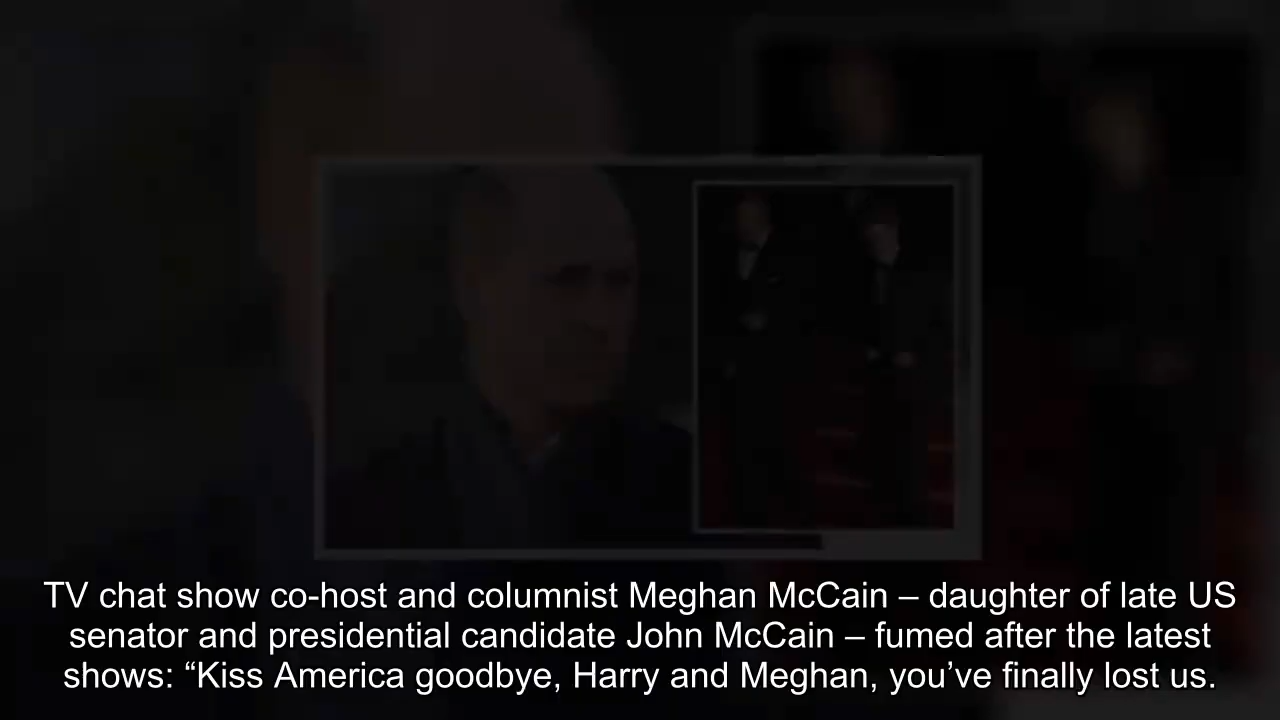 TV chat show co-host and columnist Meghan McCain – daughter of late US
senator and presidential candidate John McCain – fumed after the latest
shows: “Kiss America goodbye, Harry and Meghan, you’ve finally lost us.